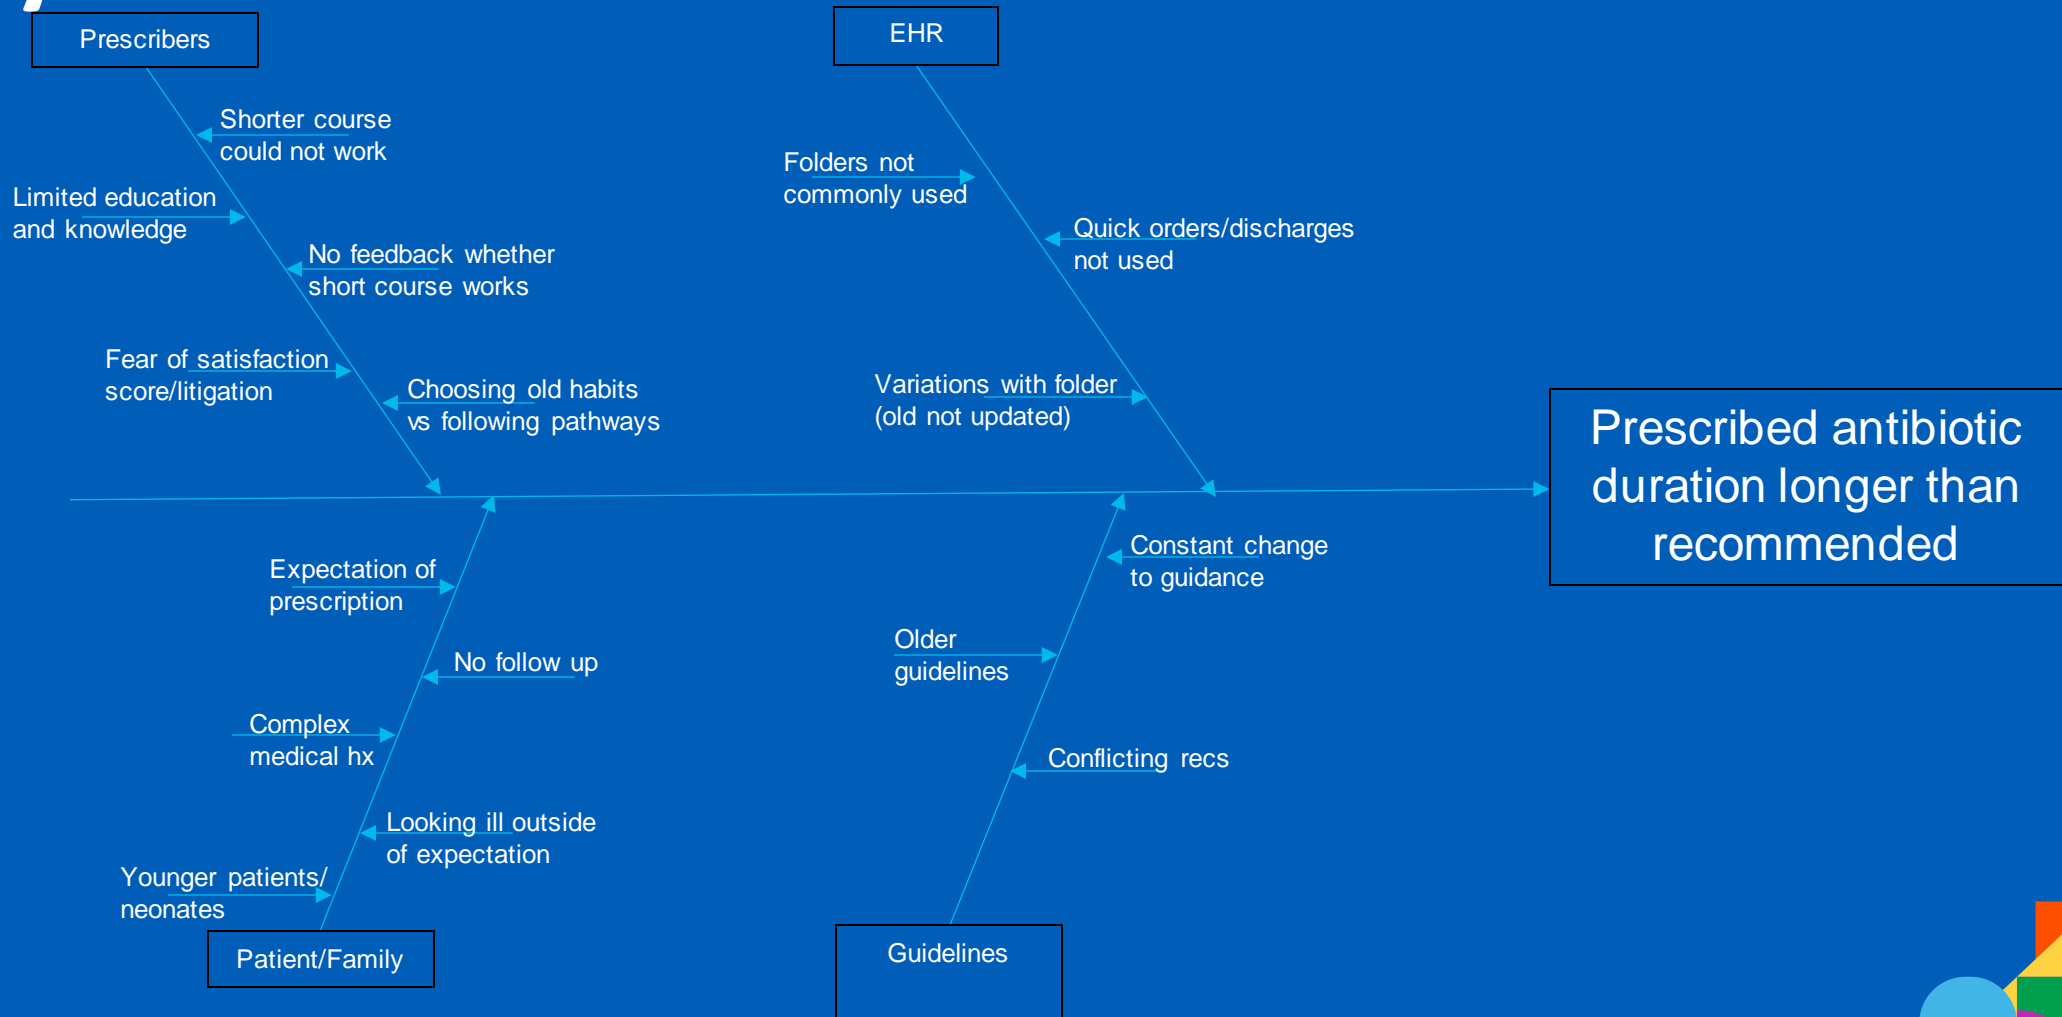 Prescribers
EHR
Shorter course
could not work
Limited education
and knowledge
No feedback whether
short course works
Fear of satisfaction
score/litigation
Choosing old habits
vs following pathways
Folders not
commonly used
Quick orders/discharges
not used
Variations with folder
(old not updated)
Prescribed antibiotic
duration longer than
recommended
Expectation of
prescription
No follow up
Complex
medical hx
Looking ill outside
of expectation
Younger patients/
neonates
Patient/Family
Constant change
to guidance
Older
guidelines
Conflicting recs
Guidelines